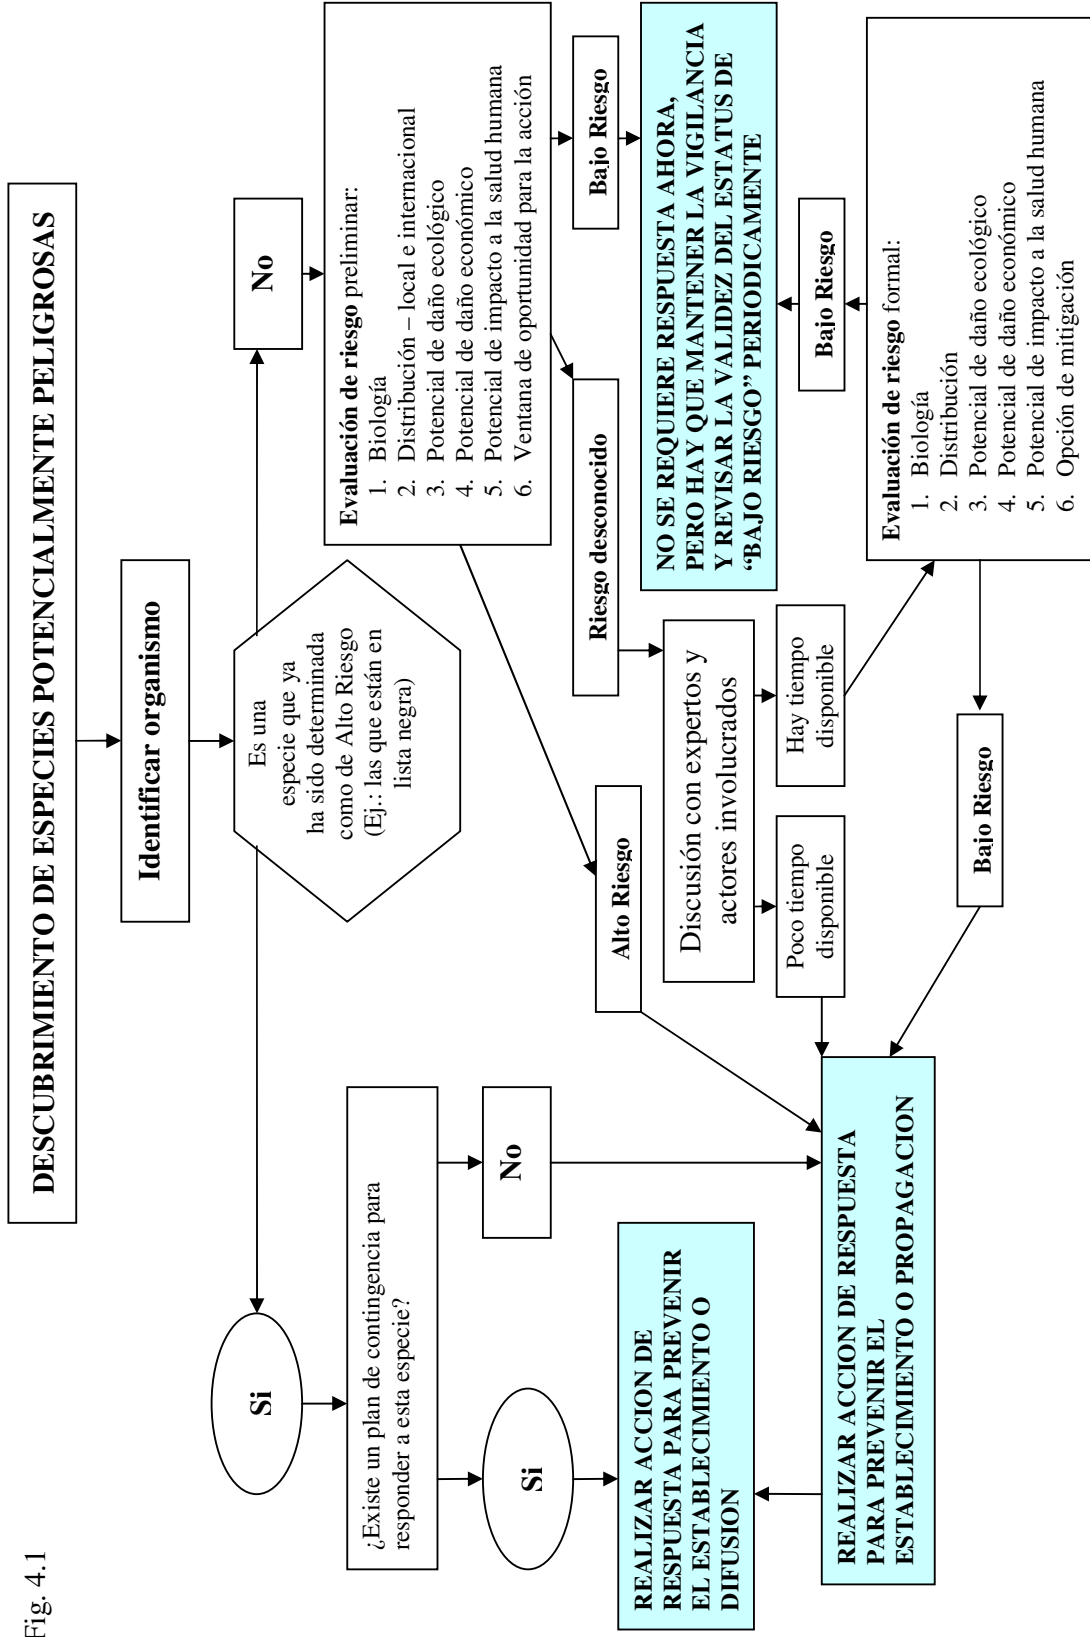 Fig. 4.1
DESCUBRIMIENTO DE ESPECIES POTENCIALMENTE PELIGROSAS
Identificar organismo
Es una
especie que ya
ha sido determinada
como de Alto Riesgo
(Ej.: las que están en
lista negra)
Si
No
¿Existe un plan de contingencia para
responder a esta especie?
Si
No
REALIZAR ACCION DE
RESPUESTA PARA PREVENIR
EL ESTABLECIMIENTO O
DIFUSION
REALIZAR ACCION DE RESPUESTA
PARA PREVENIR EL
ESTABLECIMIENTO O PROPAGACION
Evaluación de riesgo preliminar:
1. Biología
2. Distribución – local e internacional
3. Potencial de daño ecológico
4. Potencial de daño económico
5. Potencial de impacto a la salud humana
6. Ventana de oportunidad para la acción
Alto Riesgo
Riesgo desconocido
Bajo Riesgo
Discusión con expertos y
actores involucrados
Poco tiempo
disponible
Hay tiempo
disponible
NO SE REQUIERE RESPUESTA AHORA,
PERO HAY QUE MANTENER LA VIGILANCIA
Y REVISAR LA VALIDEZ DEL ESTATUS DE
“BAJO RIESGO” PERIODICAMENTE
Bajo Riesgo
Bajo Riesgo
Evaluación de riesgo formal:
1. Biología
2. Distribución
3. Potencial de daño ecológico
4. Potencial de daño económico
5. Potencial de impacto a la salud humana
6. Opción de mitigación